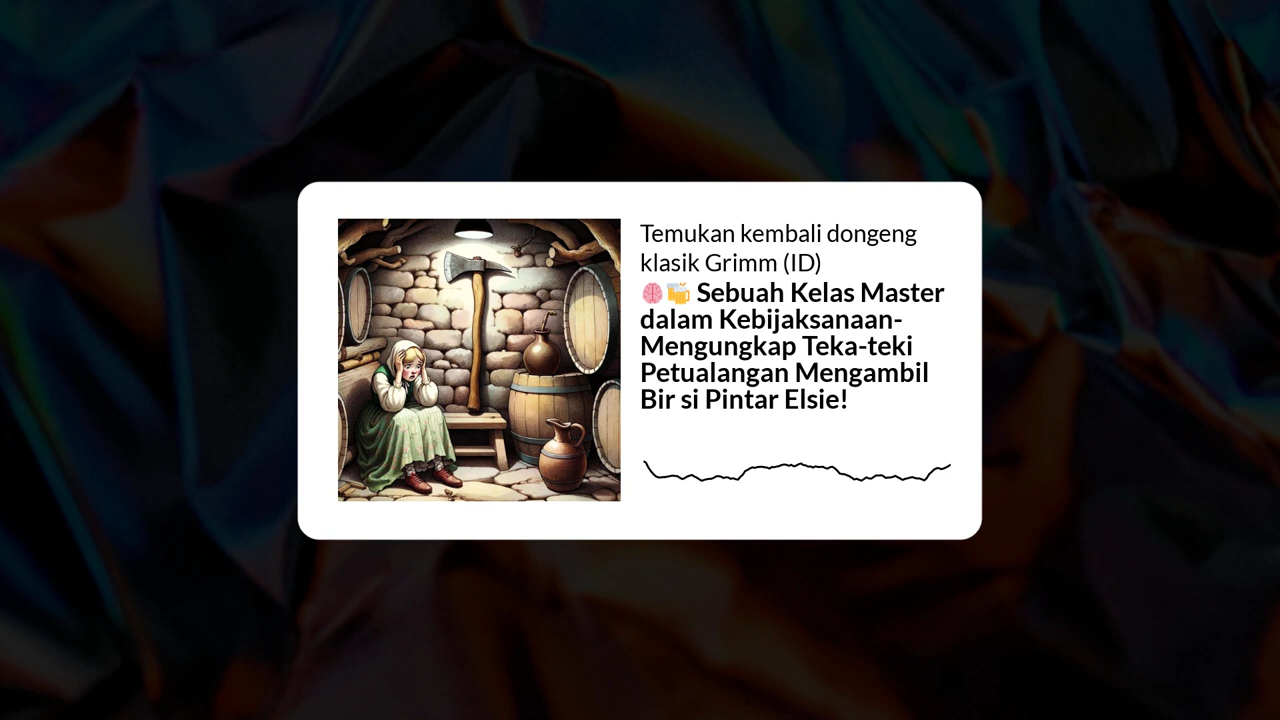 Temukan kembali dongeng
klasik Grimm (ID)
🧠🍻 Sebuah Kelas Master
dalam Kebijaksanaan-
Mengungkap Teka-teki
Petualangan Mengambil
Bir si Pintar Elsie!